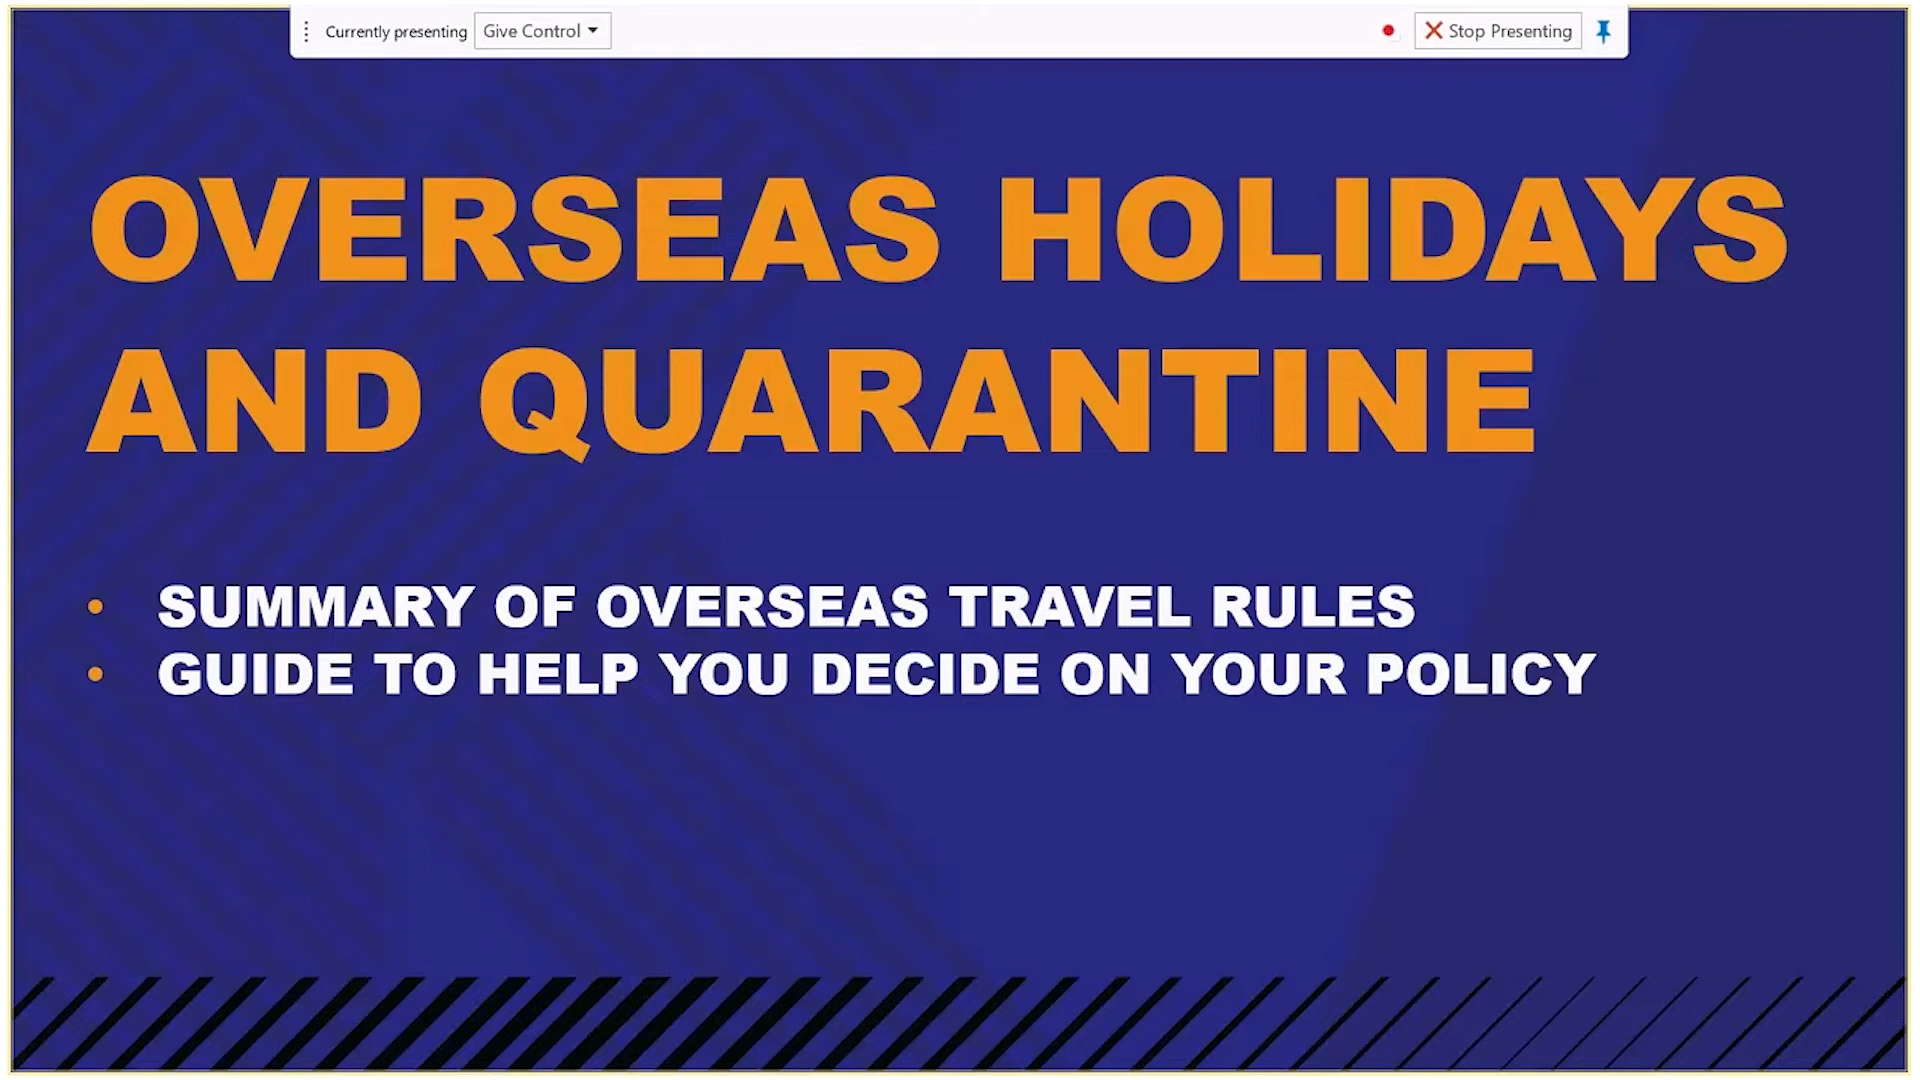 Currently presenting Give Control Stop Presenting
OVERSEAS HOLIDAYS
AND QUARANTINE
• SUMMARY OF OVERSEAS TRAVEL RULES
• GUIDE TO HELP YOU DECIDE ON YOUR POLICY